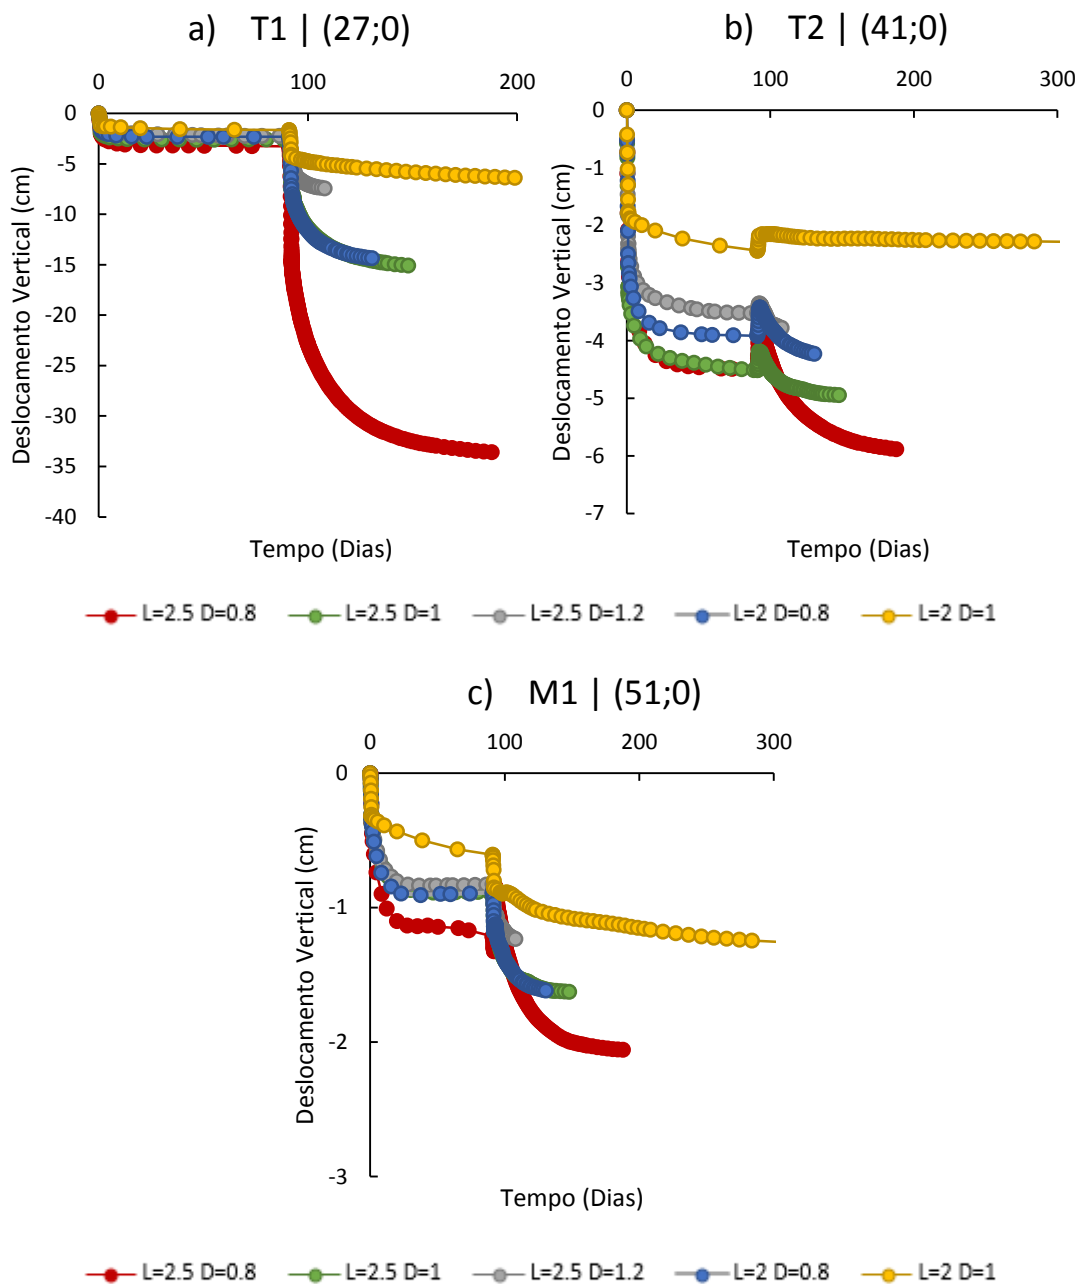 a) T1 | (27;0)
b) T2 | (41;0)
0 100 200
0 100 200 300
Deslocamento Vertical (cm)
0
-5
-10
-15
-20
-25
-30
-35
-40
Tempo (Dias)
Deslocamento Vertical (cm)
0
-1
-2
-3
-4
-5
-6
-7
Tempo (Dias)
L=2.5 D=0.8 L=2.5 D=1 L=2.5 D=1.2 L=2 D=0.8 L=2 D=1
c) M1 | (51;0)
0 100 200 300
Deslocamento Vertical (cm)
0
-1
-2
-3
Tempo (Dias)
L=2.5 D=0.8 L=2.5 D=1 L=2.5 D=1.2 L=2 D=0.8 L=2 D=1